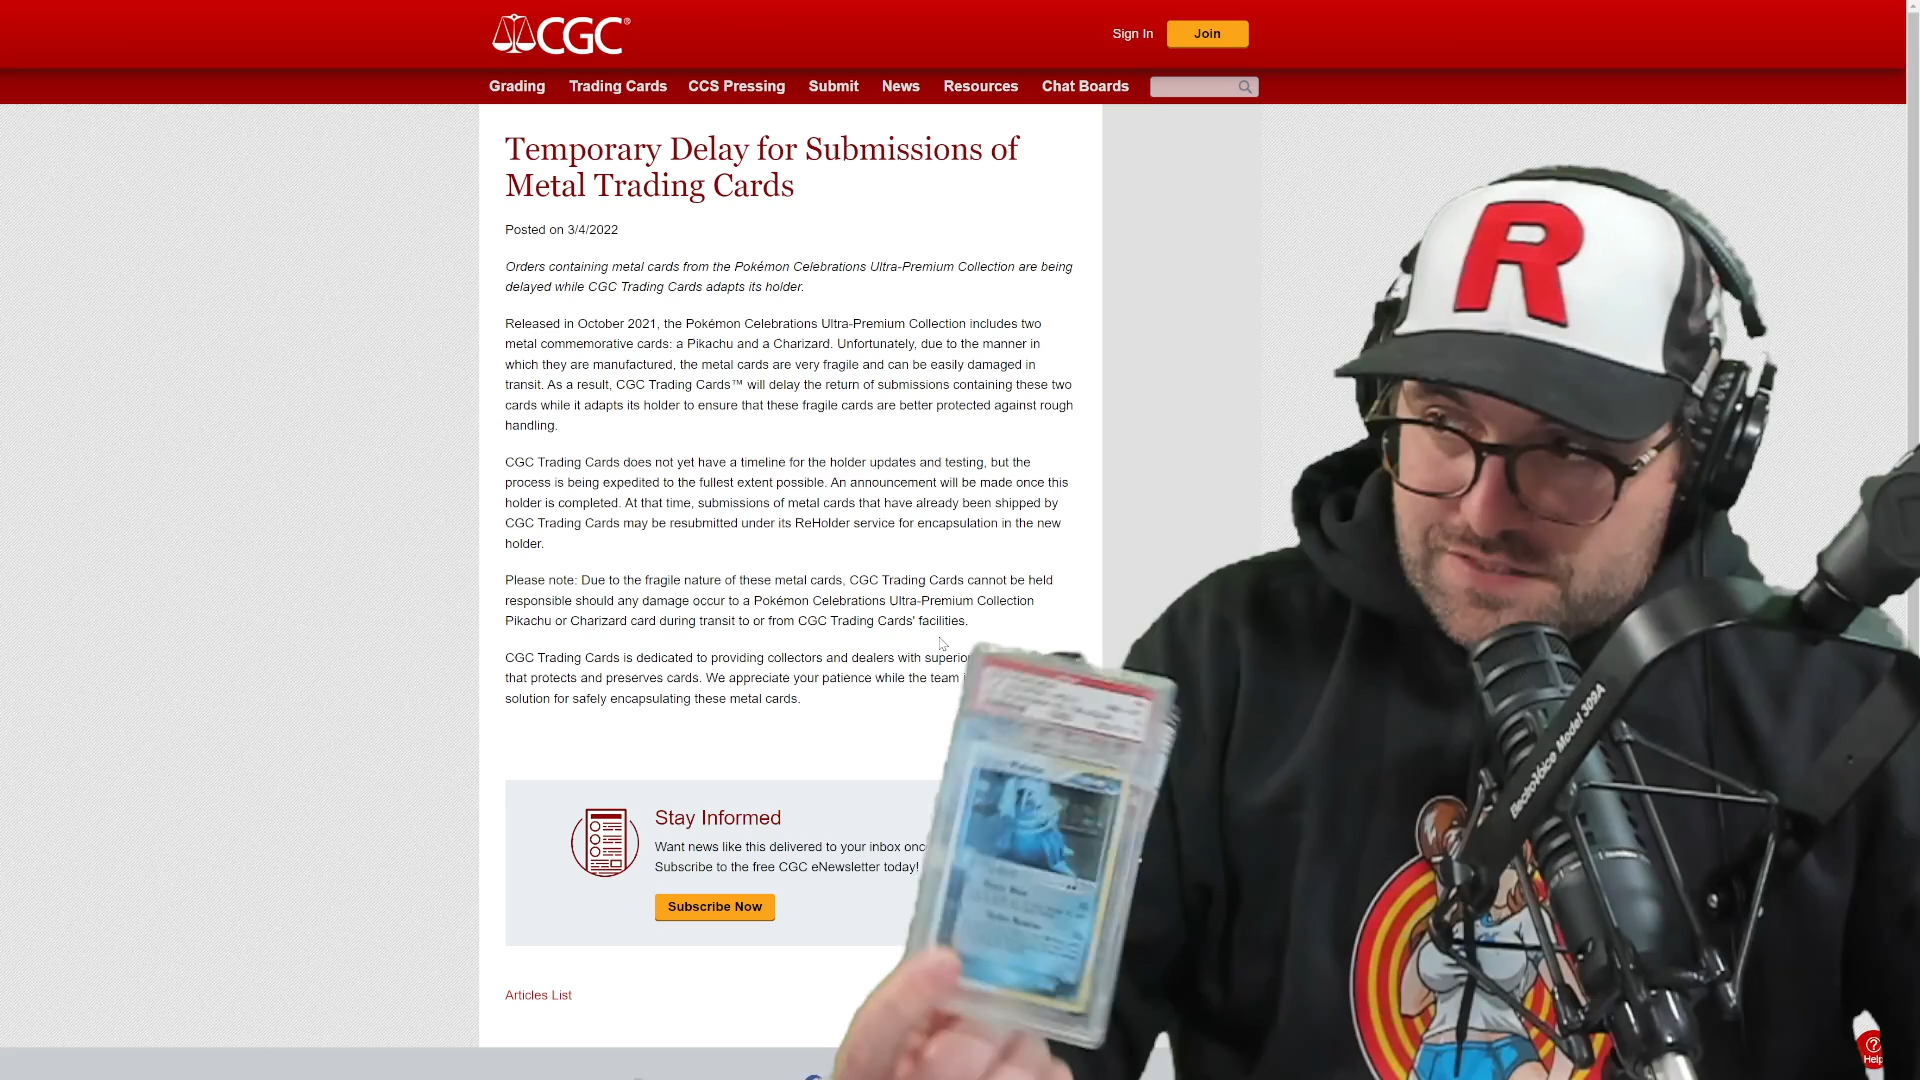 CGC®
Sign In
Join
Grading
Trading Cards
CCS Pressing
Submit
News
Resources
Chat Boards
Temporary Delay for Submissions of
Metal Trading Cards
Posted on 3/4/2022
Orders containing metal cards from the Pokémon Celebrations Ultra-Premium Collection are being
delayed while CGC Trading Cards adapts its holder.
Released in October 2021, the Pokémon Celebrations Ultra-Premium Collection includes two
metal commemorative cards: a Pikachu and a Charizard. Unfortunately, due to the manner in
which they are manufactured, the metal cards are very fragile and can be easily damaged in
transit. As a result, CGC Trading Cards™ will delay the return of submissions containing these two
cards while it adapts its holder to ensure that these fragile cards are better protected against rough
handling.
CGC Trading Cards does not yet have a timeline for the holder updates and testing, but the
process is being expedited to the fullest extent possible. An announcement will be made once this
holder is completed. At that time, submissions of metal cards that have already been shipped by
CGC Trading Cards may be resubmitted under its ReHolder service for encapsulation in the new
holder.
Please note: Due to the fragile nature of these metal cards, CGC Trading Cards cannot be held
responsible should any damage occur to a Pokémon Celebrations Ultra-Premium Collection
Pikachu or Charizard card during transit to or from CGC Trading Cards' facilities.
CGC Trading Cards is dedicated to providing collectors and dealers with
that protects and preserves cards. We appreciate your patience while the team
solution for safely encapsulating these metal cards.
Stay Informed
Want news like this delivered to your inbox
Subscribe to the free CGC eNewsletter today!
Subscribe Now
Articles List
R
ElectroVoice Model 309A
Help